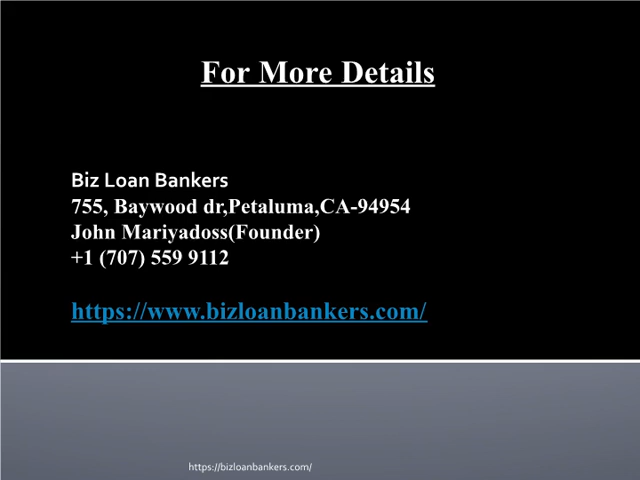 For More Details
Biz Loan Bankers
755, Baywood dr,Petaluma,CA-94954
John Mariyadoss(Founder)
+1 (707) 559 9112
https://www.bizloanbankers.com/
https://bizloanbankers.com/